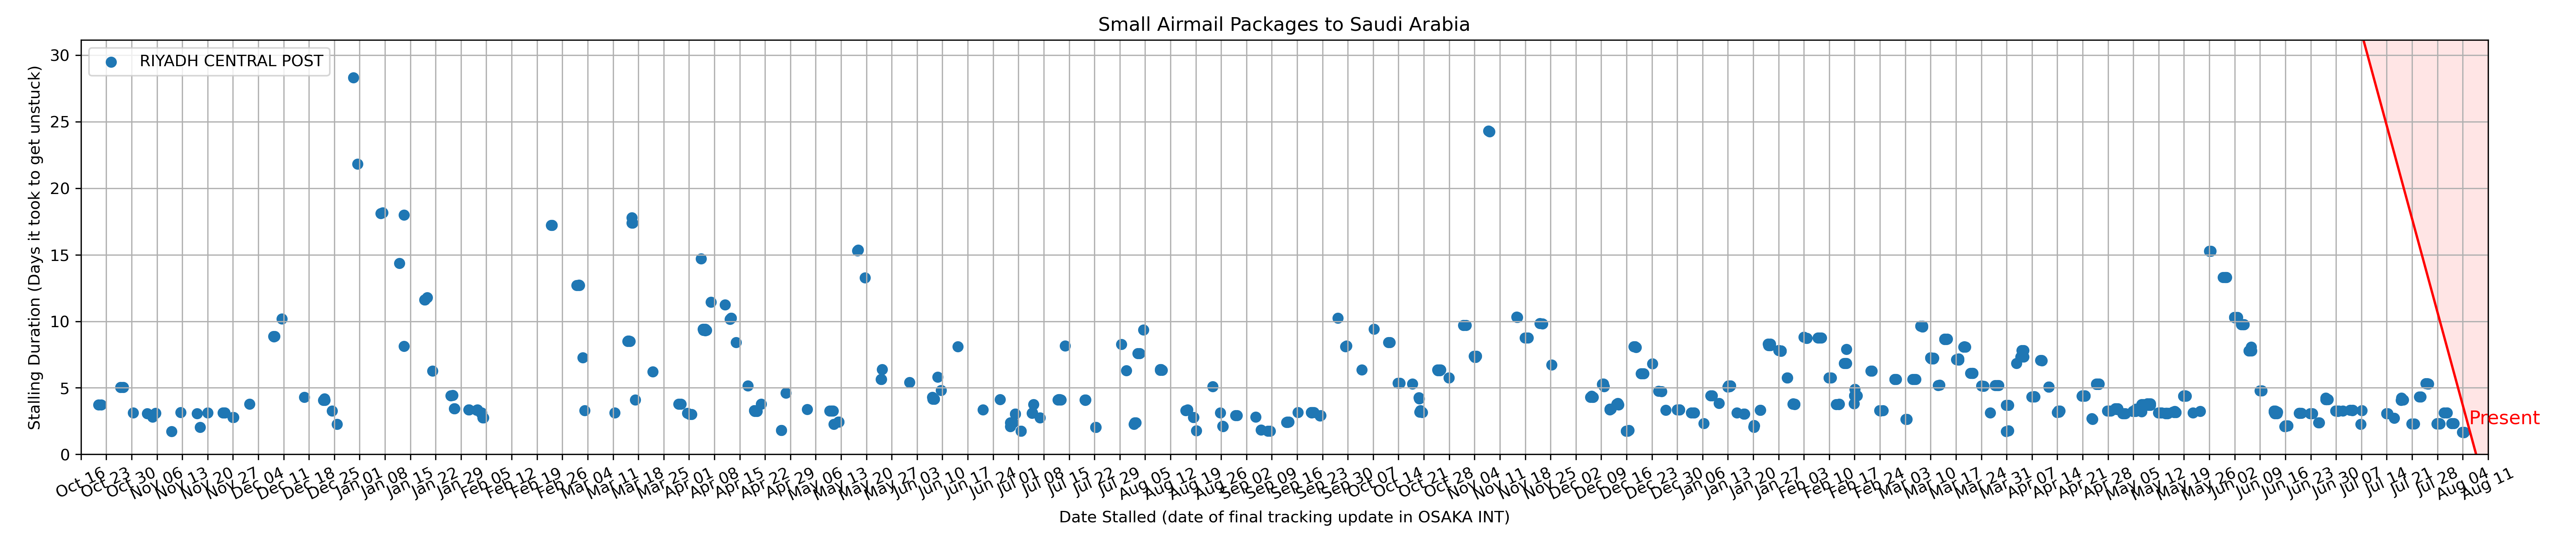 Small Airmail Packages to Saudi Arabia
RIYADH CENTRAL POST
Stalling Duration (Days it took to get unstuck)
30
25
20
15
10
5
0
Present
Oct 16 Oct 23 Oct 30 Nov 06 Nov 13 Nov 20 Nov 27 Dec 04 Dec 11 Dec 18 Dec 25 Jan 01 Jan 08 Jan 15 Jan 22 Jan 29 Feb 05 Feb 12 Feb 19 Feb 26 Mar 04 Mar 11 Mar 18 Mar 25 Apr 01 Apr 08 Apr 15 Apr 22 Apr 29 May 06 May 13 May 20 May 27 Jun 03 Jun 10 Jun 17 Jun 24 Jul 01 Jul 08 Jul 15 Jul 22 Jul 29 Aug 05 Aug 12 Aug 19 Aug 26 Sep 02 Sep 09 Sep 16 Sep 23 Sep 30 Oct 07 Oct 14 Oct 21 Oct 28 Nov 04 Nov 11 Nov 18 Nov 25 Dec 02 Dec 09 Dec 16 Dec 23 Dec 30 Jan 06 Jan 13 Jan 20 Jan 27 Feb 03 Feb 10 Feb 17 Feb 24 Mar 03 Mar 10 Mar 17 Mar 24 Mar 31 Apr 07 Apr 14 Apr 21 Apr 28 May 05 May 12 May 19 May 26 Jun 02 Jun 09 Jun 16 Jun 23 Jun 30 Jul 07 Jul 14 Jul 21 Jul 28 Aug 04 Aug 11
Date Stalled (date of final tracking update in OSAKA INT)